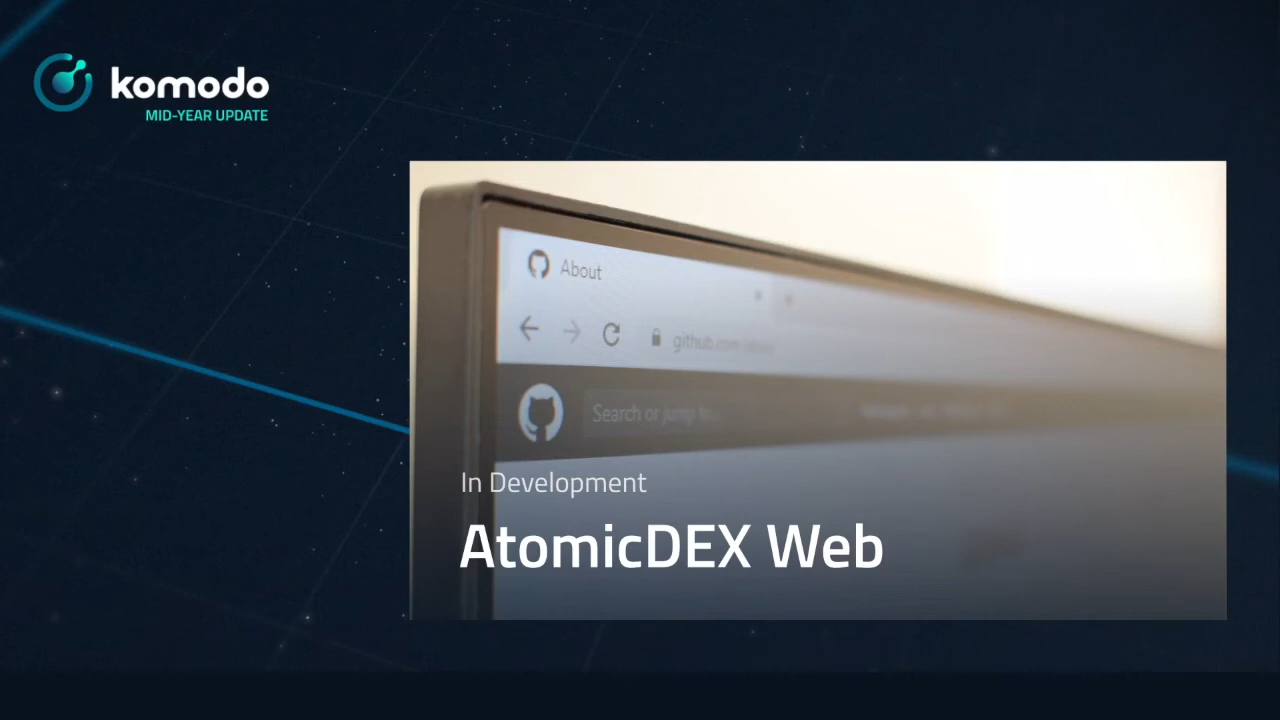 komodo
MID-YEAR UPDATE
About
github.com
Search or jump to...
In Development
AtomicDEX Web